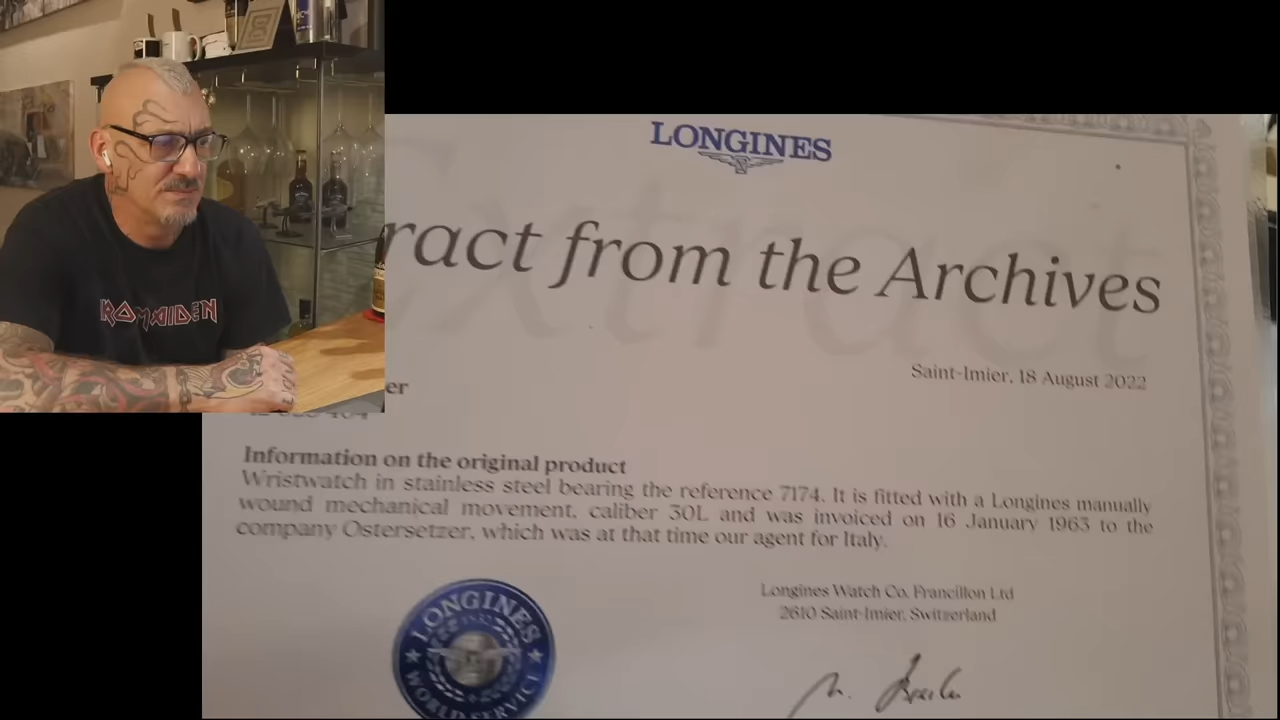 LONGINES
ract from the Archives
Saint-Imier, 18 August 2022
er
Information on the original product
Wristwatch in stainless steel bearing the reference 7174. It is fitted with a Longines manually
wound mechanical movement, caliber 30L and was invoiced on 16 January 1963 to the
company Ostersetzer, which was at that time our agent for Italy.
Longines Watch Co. Francillon Ltd
2610 Saint-Imier, Switzerland
LONGINES
WORLD SERVICE
IRON MAIDEN